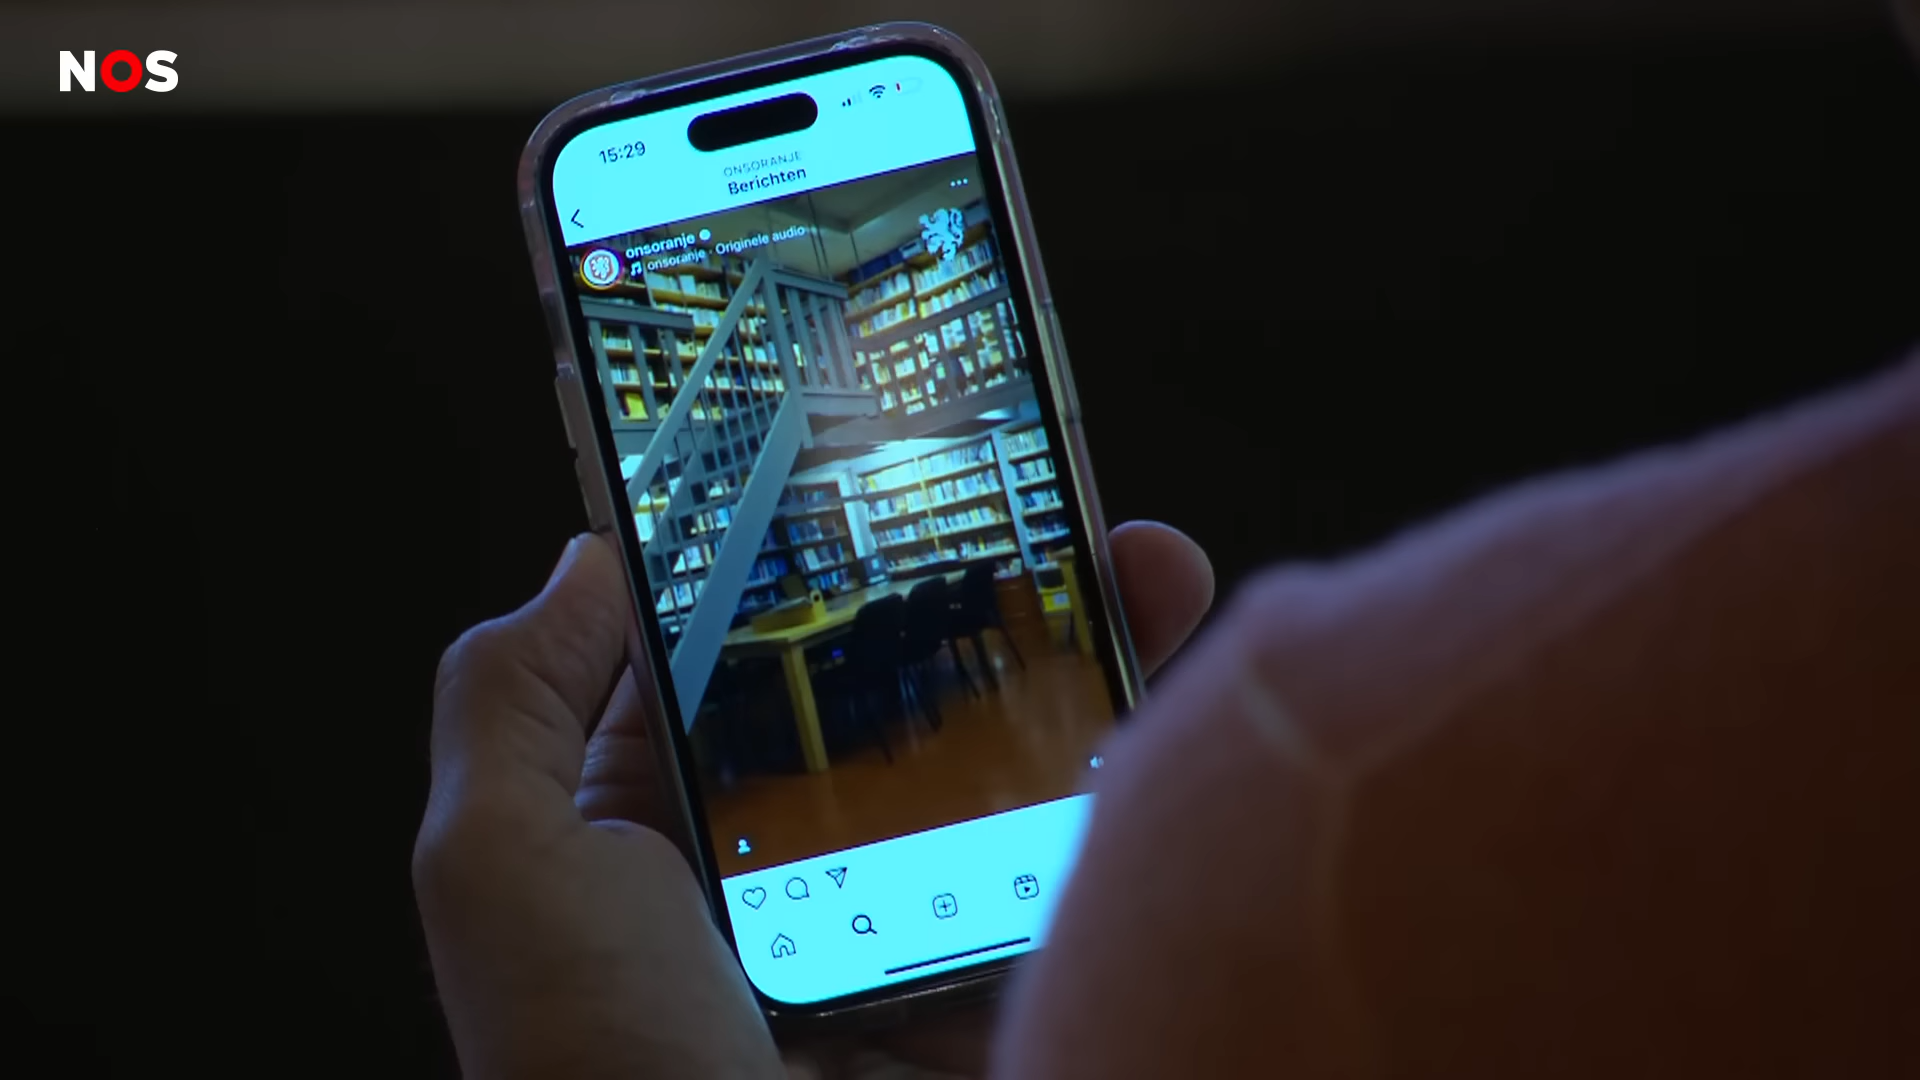 NOS
15:29
ONSORANJE
Berichten
onsoranje
onsoranje · Originele audio